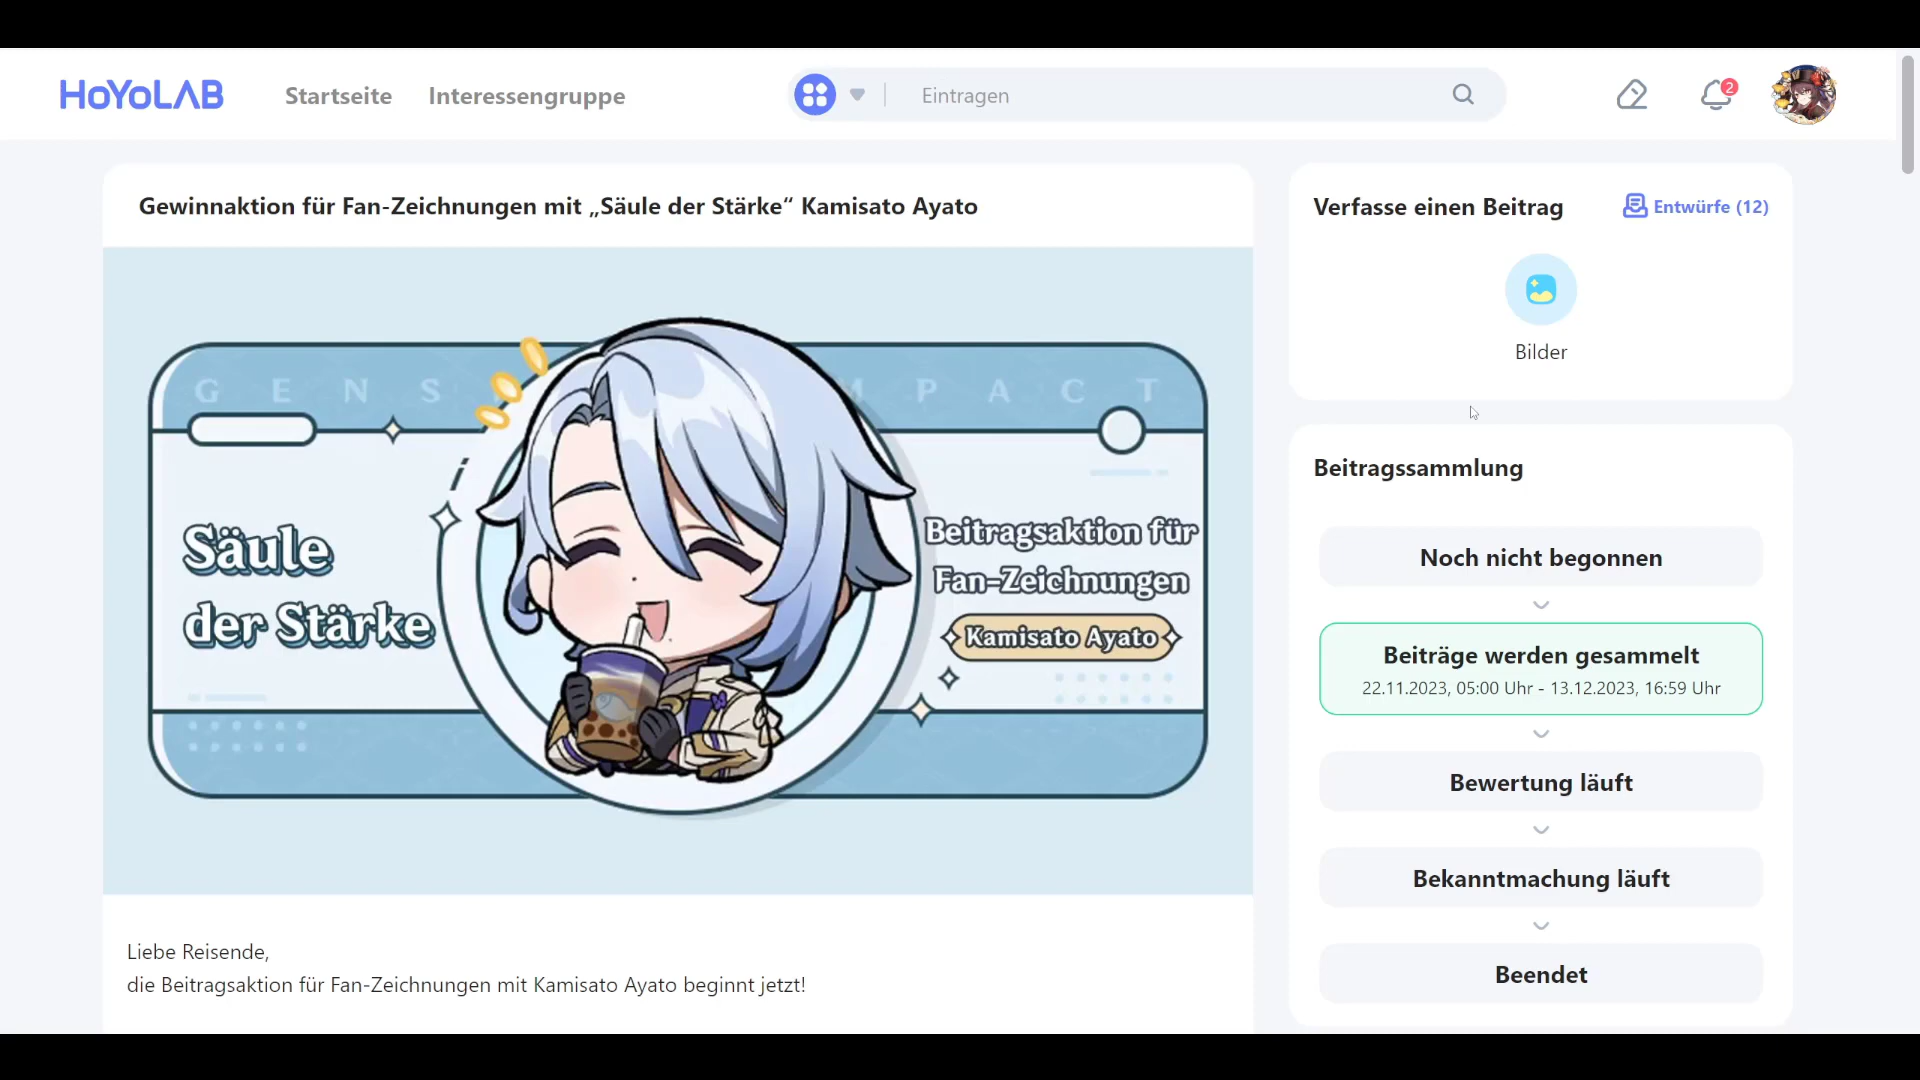 HoYoLAB
Startseite
Interessengruppe
Eintragen
2
Gewinnaktion für Fan-Zeichnungen mit „Säule der Stärke“ Kamisato Ayato
G E N S
M P A C T
Säule
der Stärke
Beitragsaktion für
Fan-Zeichnungen
Kamisato Ayato
Liebe Reisende,
die Beitragsaktion für Fan-Zeichnungen mit Kamisato Ayato beginnt jetzt!
Verfasse einen Beitrag
Entwürfe (12)
Bilder
Beitragssammlung
Noch nicht begonnen
Beiträge werden gesammelt
22.11.2023, 05:00 Uhr - 13.12.2023, 16:59 Uhr
Bewertung läuft
Bekanntmachung läuft
Beendet